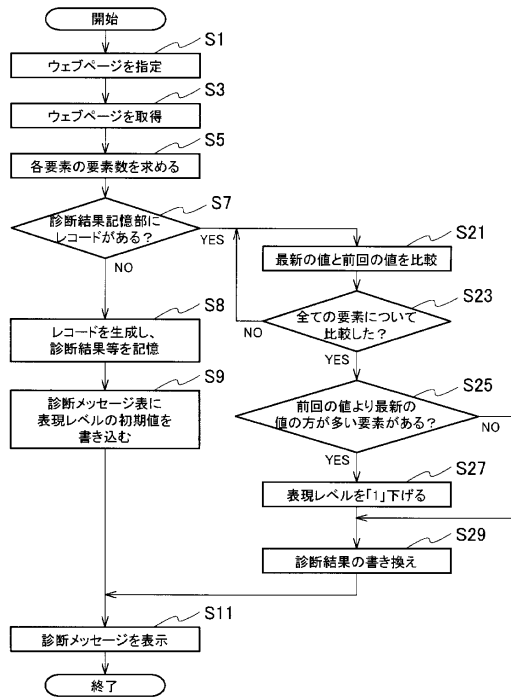 開始
S1
ウェブページを指定
S3
ウェブページを取得
S5
各要素の要素数を求める
S7
診断結果記憶部に
レコードがある？
YES
NO
S8
レコードを生成し、
診断結果等を記憶
S9
診断メッセージ表に
表現レベルの初期値を
書き込む
S21
最新の値と前回の値を比較
S23
全ての要素について
比較した？
NO
YES
S25
前回の値より最新の
値の方が多い要素がある？
NO
YES
S27
表現レベルを「1」下げる
S29
診断結果の書き換え
S11
診断メッセージを表示
終了